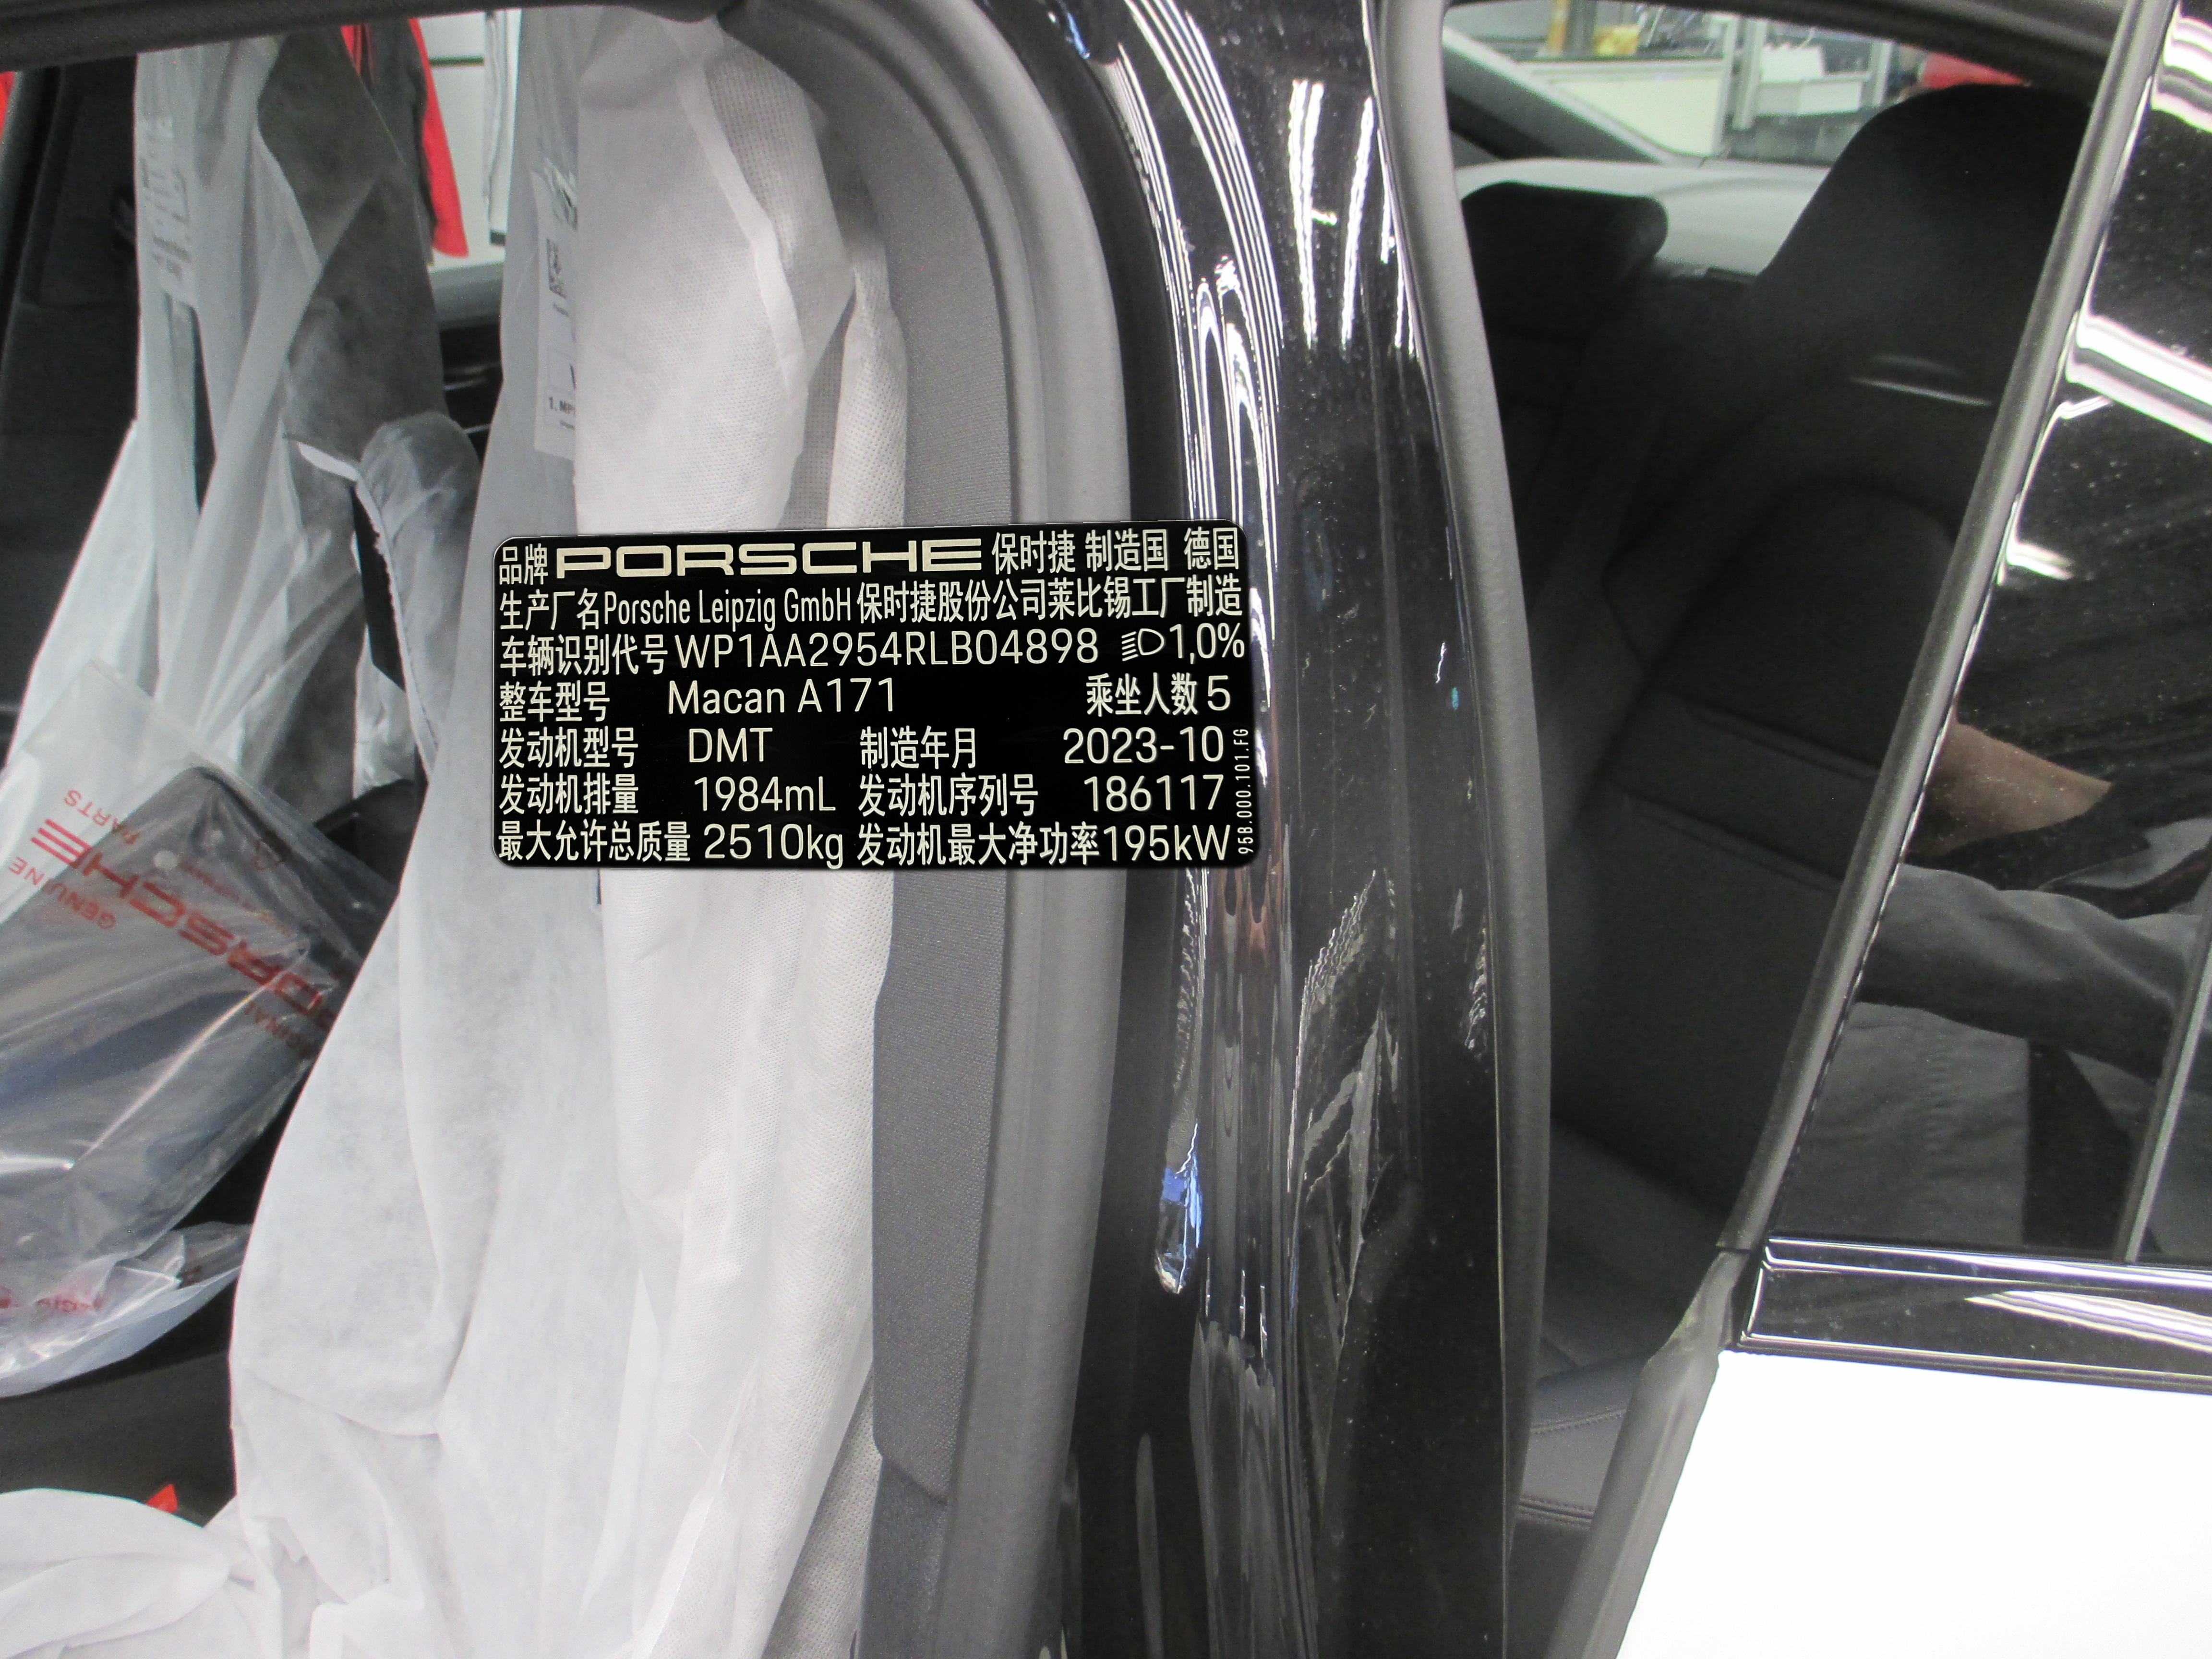 品牌 PORSCHE 保时捷 制造国 德国
生产厂名 Porsche Leipzig GmbH 保时捷股份公司莱比锡工厂制造
车辆识别代号 WP1AA2954RLB04898 1,0%
整车型号 Macan A171 乘坐人数 5
发动机型号 DMT 制造年月 2023-10
发动机排量 1984mL 发动机序列号 186117
最大允许总质量 2510kg 发动机最大净功率 195kW
95B.000.101.FG
GENUINE
PORSCHE
PARTS